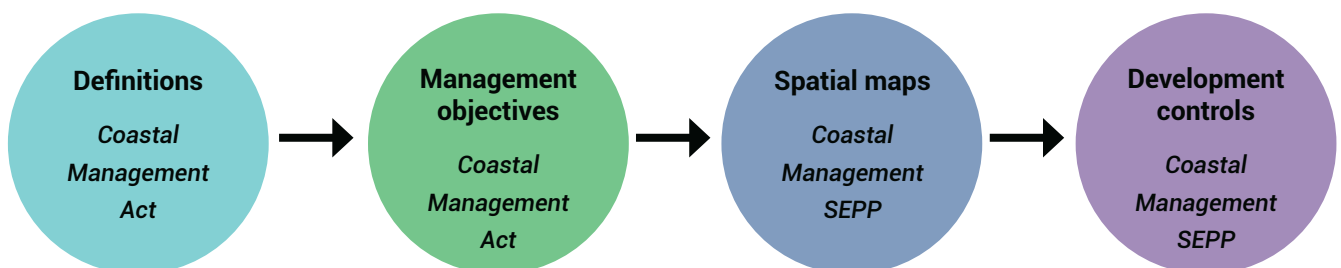 Definitions
Coastal
Management
Act
Management
objectives
Coastal
Management
Act
Spatial maps
Coastal
Management
SEPP
Development
controls
Coastal
Management
SEPP